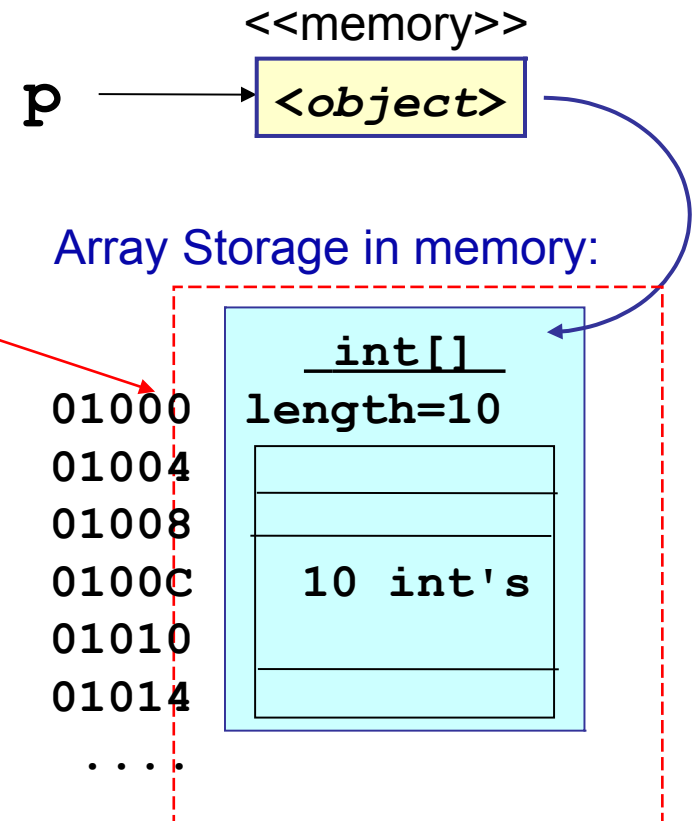 <<memory>>
p <object>
Array Storage in memory:
int[]
01000 length=10
01004
01008
0100C 10 int's
01010
01014
....